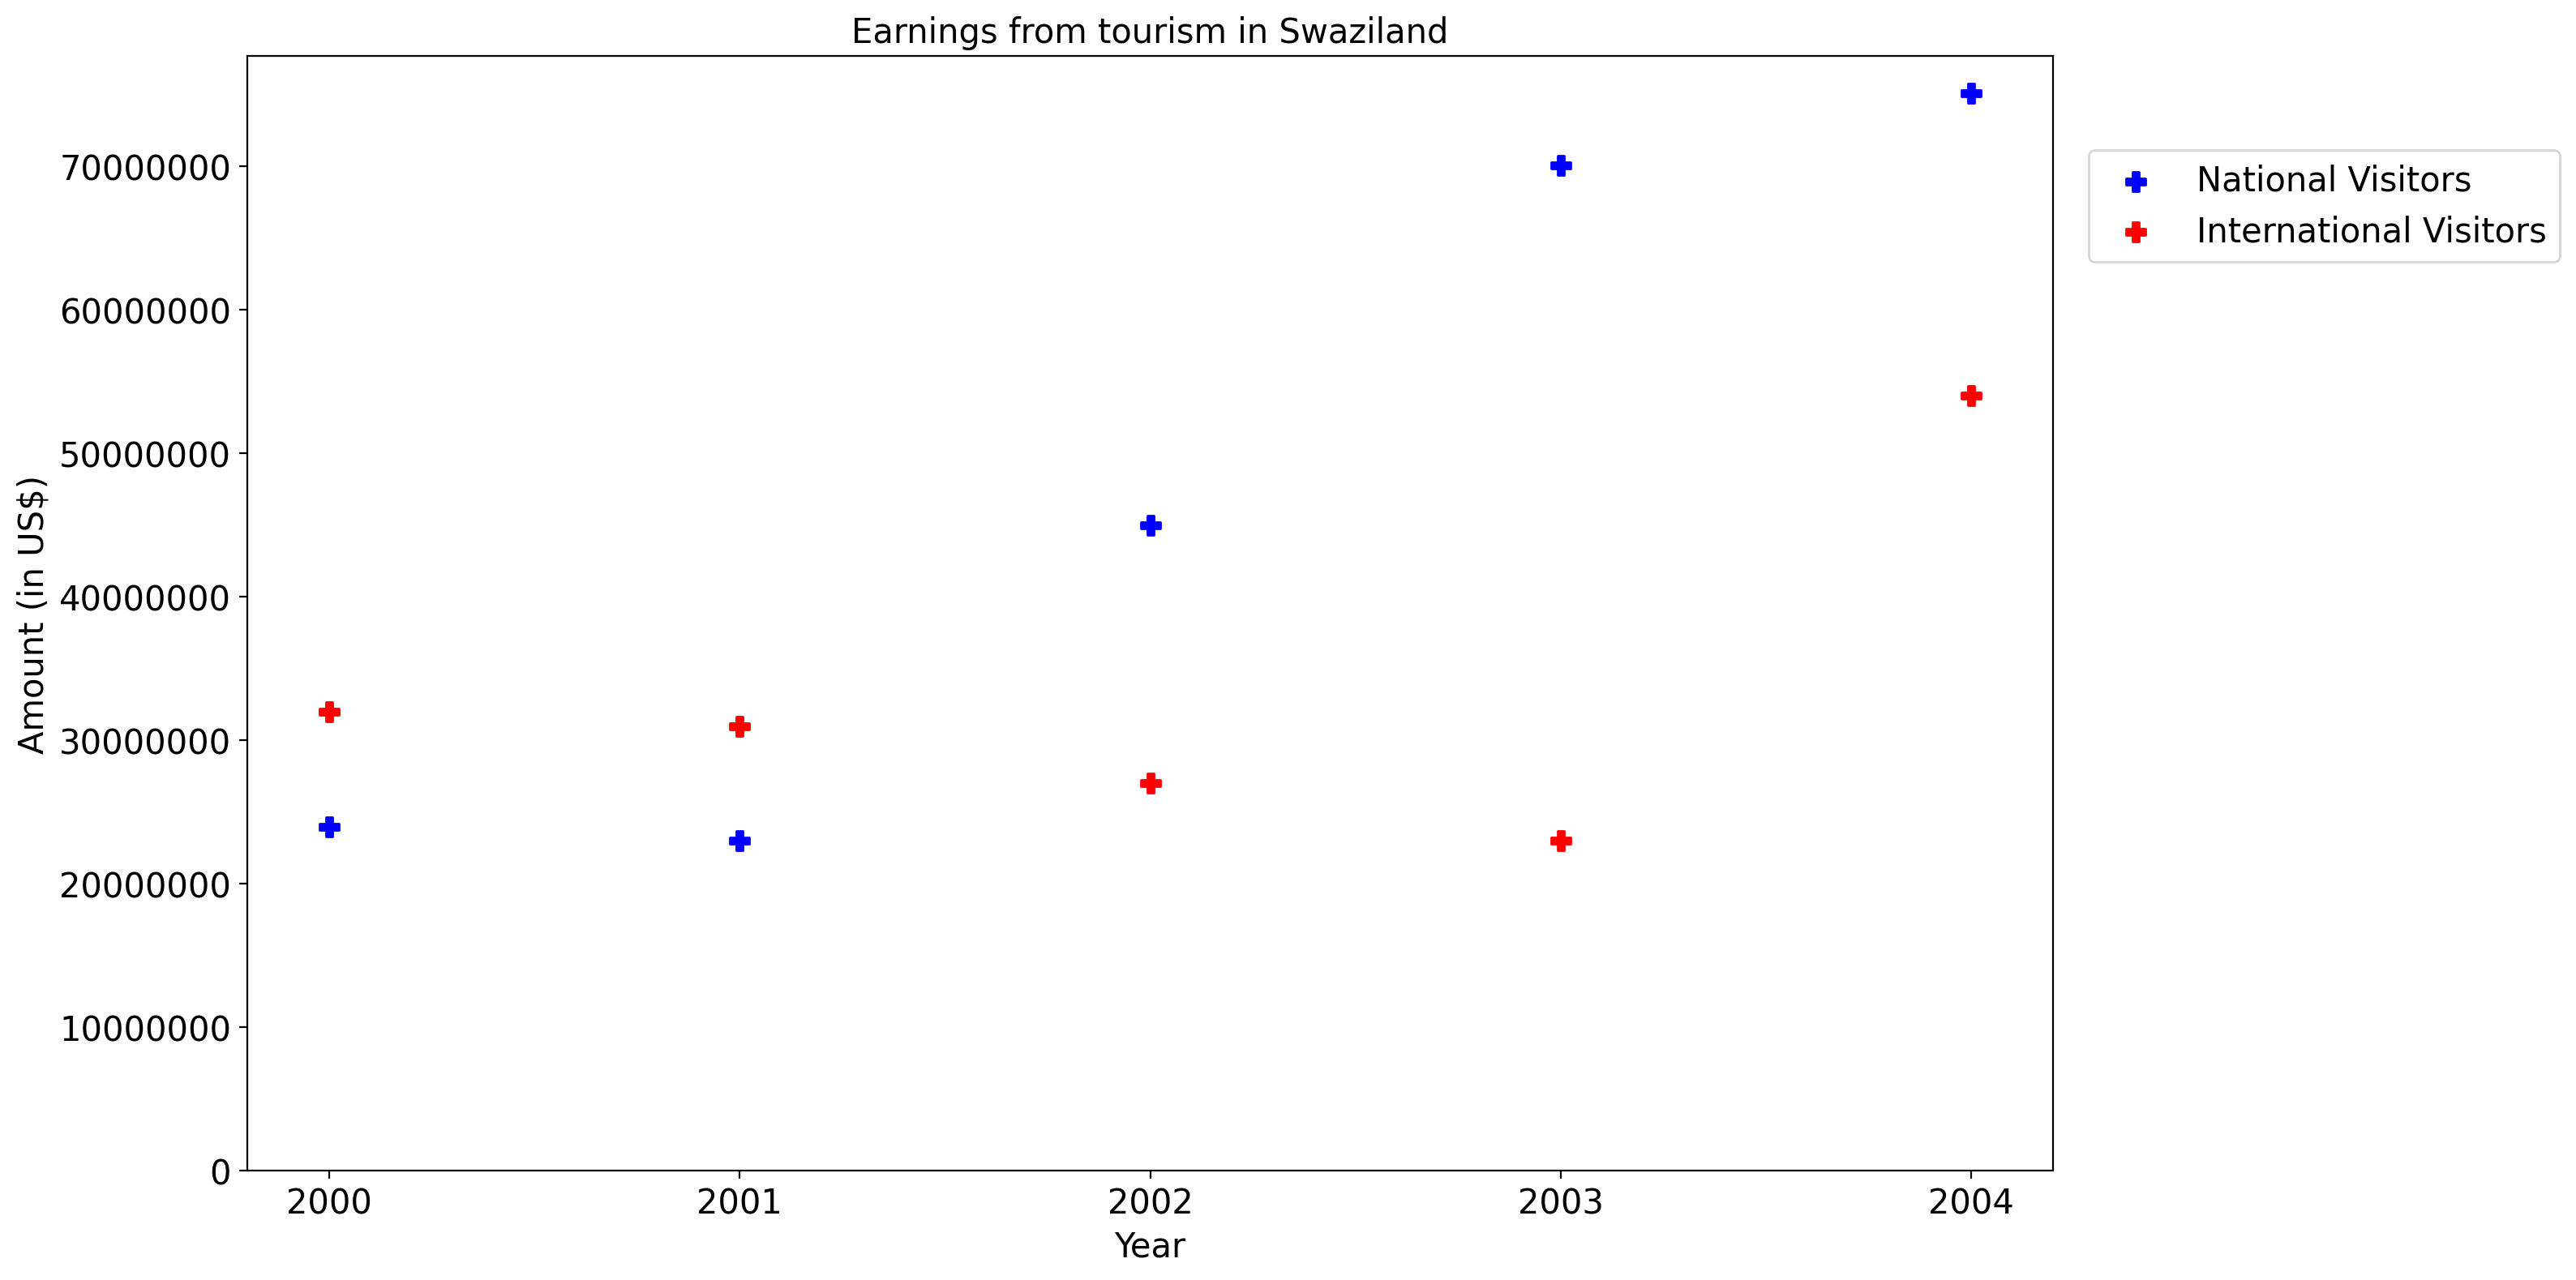 Earnings from tourism in Swaziland
Amount (in US$)
70000000
60000000
50000000
40000000
30000000
20000000
10000000
0
2000 2001 2002 2003 2004
Year
National Visitors
International Visitors